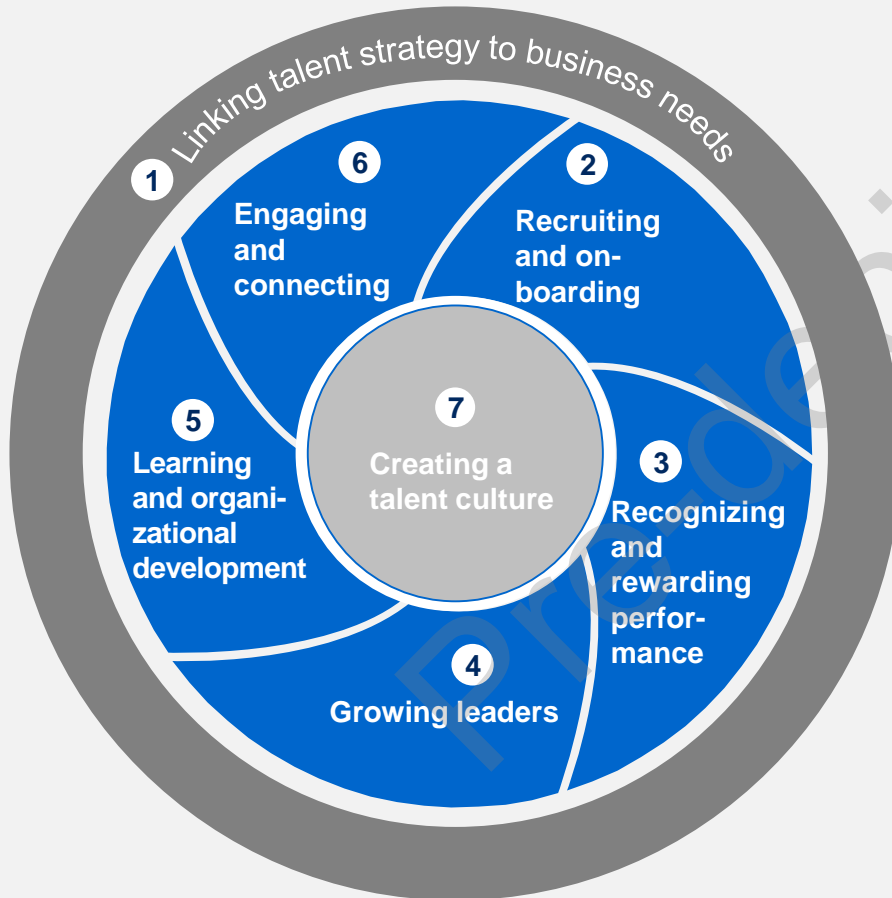 1
Linking talent strategy to business needs
2
Recruiting
and on-
boarding
3
Recognizing
and
rewarding
perfor-
mance
4
Growing leaders
5
Learning
and organi-
zational
development
6
Engaging
and
connecting
7
Creating a
talent culture